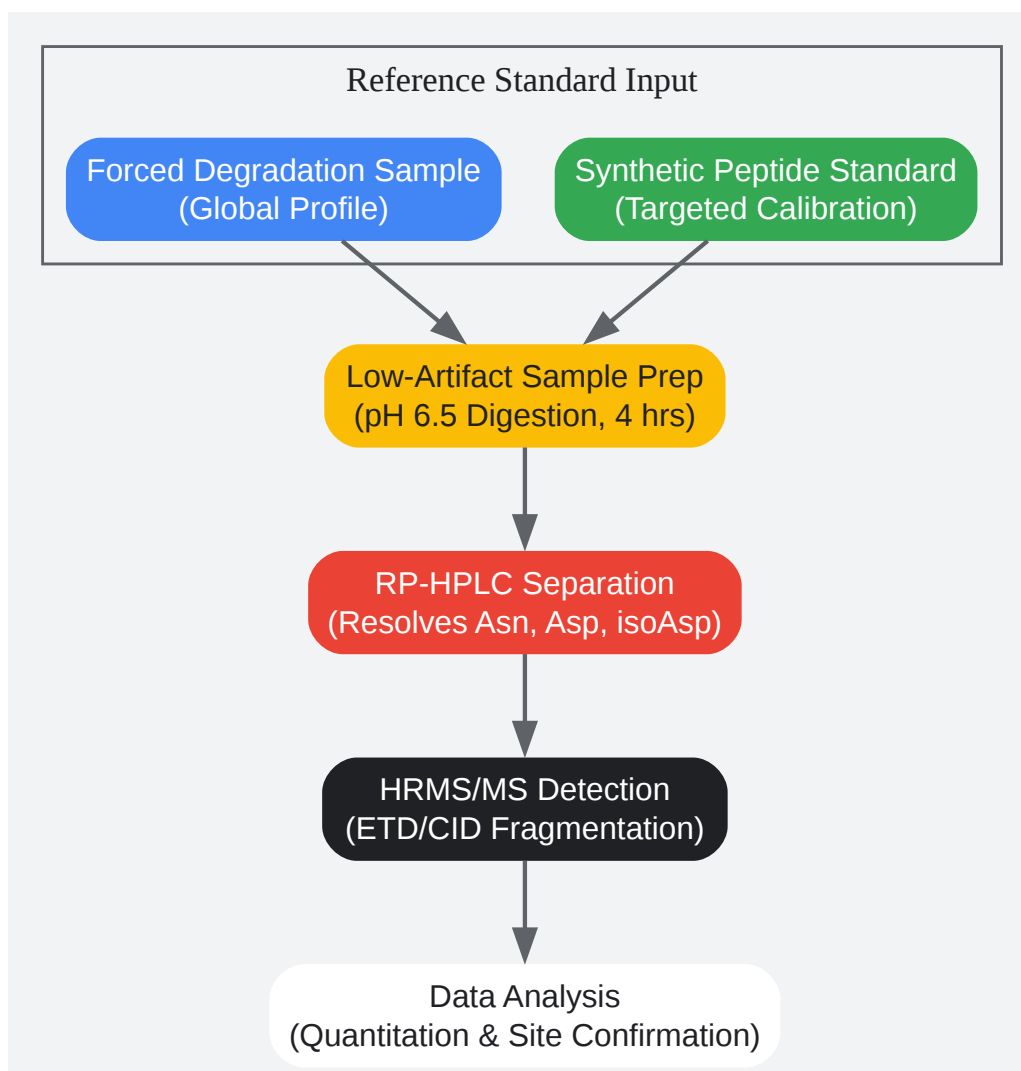 Reference Standard Input
Forced Degradation Sample
(Global Profile)
Synthetic Peptide Standard
(Targeted Calibration)
Low-Artifact Sample Prep
(pH 6.5 Digestion, 4 hrs)
RP-HPLC Separation
(Resolves Asn, Asp, isoAsp)
HRMS/MS Detection
(ETD/CID Fragmentation)
Data Analysis
(Quantitation & Site Confirmation)